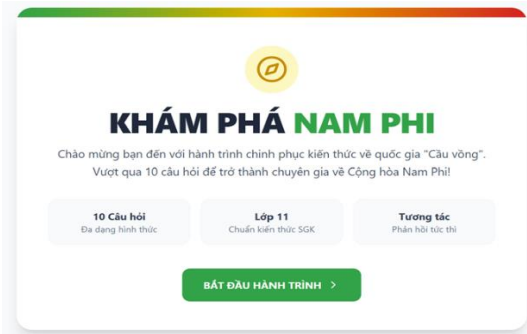 KHÁM PHÁ NAM PHI
Chào mừng bạn đến với hành trình chinh phục kiến thức về quốc gia "Cầu vồng".
Vượt qua 10 câu hỏi để trở thành chuyên gia về Cộng hòa Nam Phi!
10 Câu hỏi
Đa dạng hình thức
Lớp 11
Chuẩn kiến thức SGK
Tương tác
Phản hồi tức thì
BẮT ĐẦU HÀNH TRÌNH >